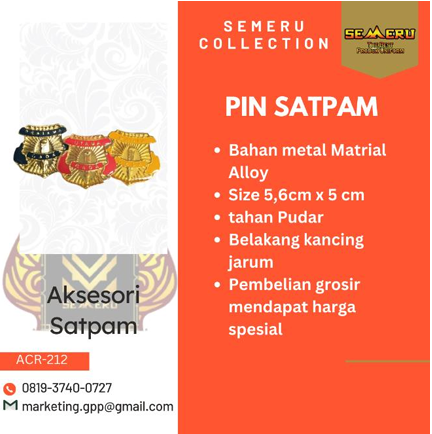 SEMERU
COLLECTION
SEMERU
PIN SATPAM
Bahan metal Matrial
Alloy
Size 5,6cm x 5 cm
tahan Pudar
Belakang kancing
jarum
Pembelian grosir
mendapat harga
spesial
SEMERU
Aksesori
Satpam
ACR-212
0819-3740-0727
marketing.gpp@gmail.com